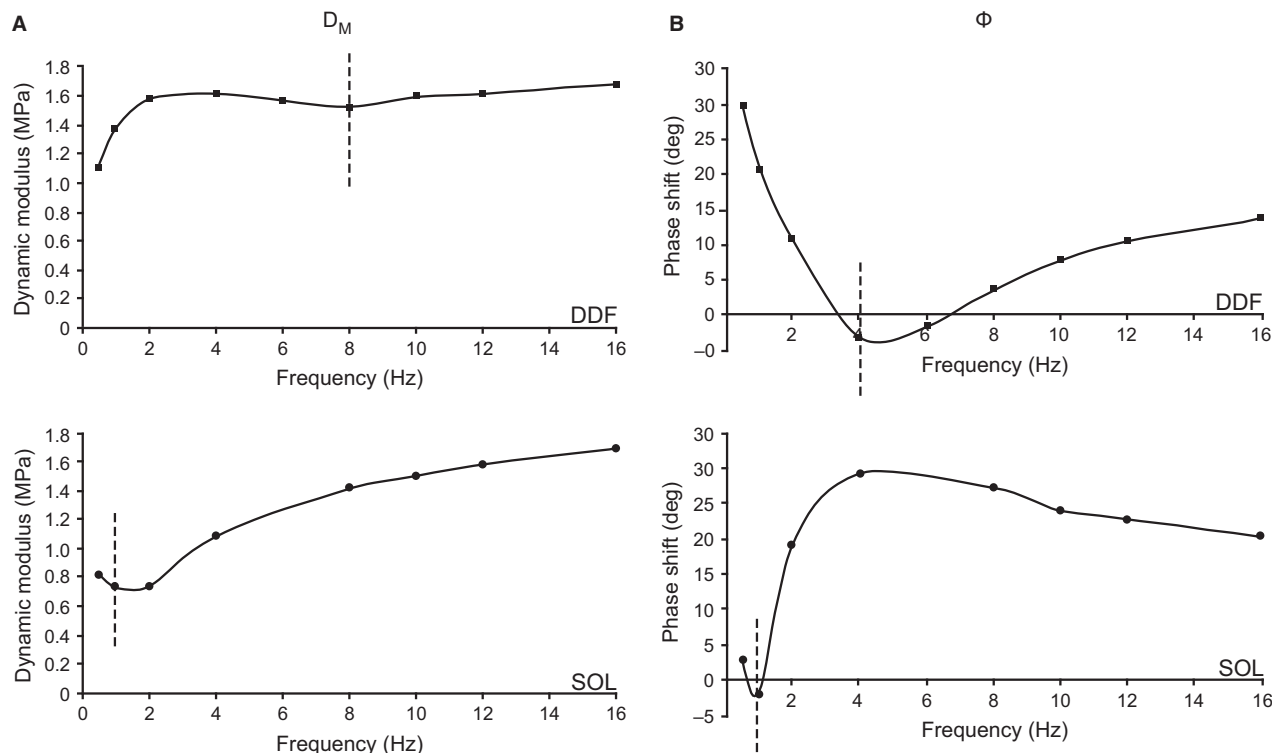 A
D_M
Dynamic modulus (MPa)
1.8
1.6
1.4
1.2
1.0
0.8
0.6
0.4
0.2
0
DDF
0 2 4 6 8 10 12 14 16
Frequency (Hz)
B
Φ
Phase shift (deg)
30
30
25
20
15
10
5
0
–0
DDF
2 4 6 8 10 12 14 16
Frequency (Hz)
Dynamic modulus (MPa)
1.8
1.6
1.4
1.2
1.0
0.8
0.6
0.4
0.2
0
SOL
0 2 4 6 8 10 12 14 16
Frequency (Hz)
Phase shift (deg)
30
30
25
20
15
10
5
0
–5
SOL
2 4 6 8 10 12 14 16
Frequency (Hz)